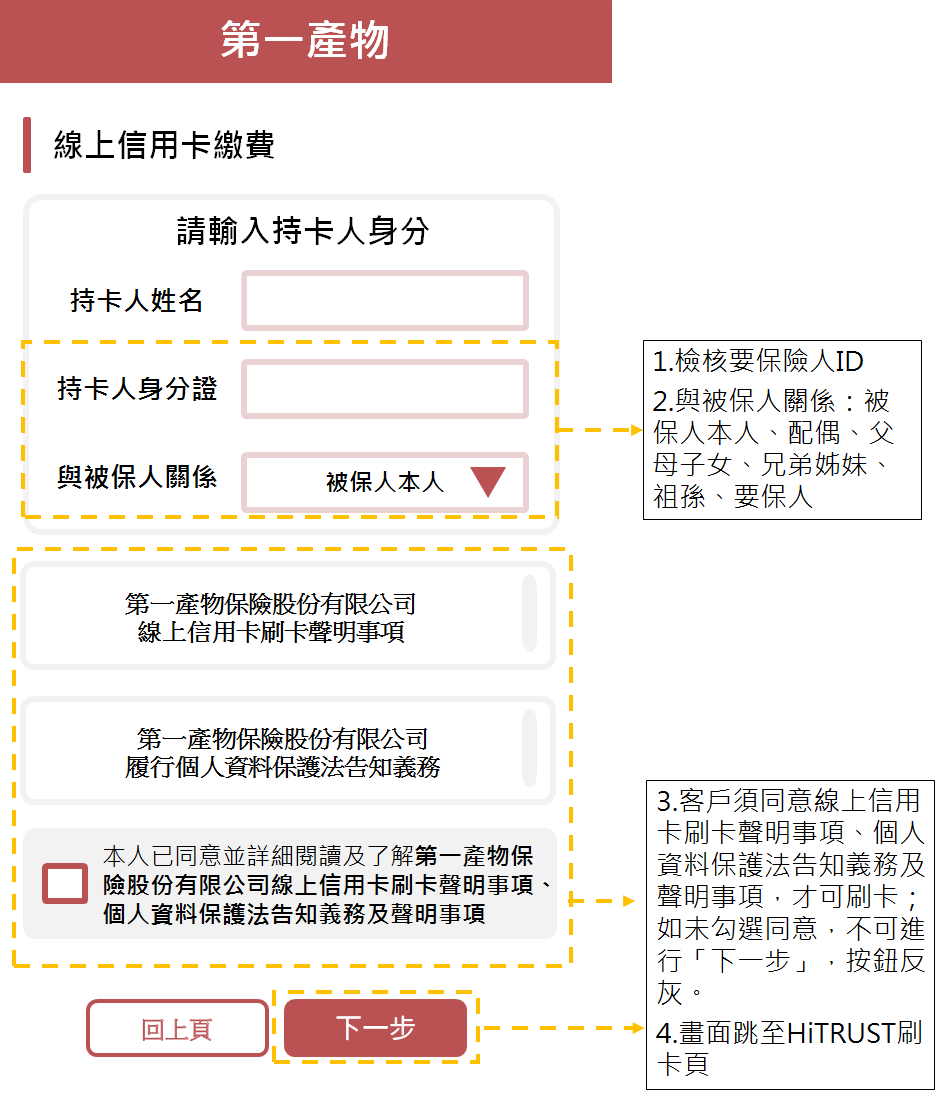 第一產物
線上信用卡繳費
請輸入持卡人身分
持卡人姓名
持卡人身分證
與被保人關係
被保人本人
1.檢核要保險人ID
2.與被保人關係：被
保人本人、配偶、父
母子女、兄弟姊妹、
祖孫、要保人
第一產物保險股份有限公司
線上信用卡刷卡聲明事項
第一產物保險股份有限公司
履行個人資料保護法告知義務
本人已同意並詳細閱讀及了解第一產物保
險股份有限公司線上信用卡刷卡聲明事項、
個人資料保護法告知義務及聲明事項
3.客戶須同意線上信用
卡刷卡聲明事項、個人
資料保護法告知義務及
聲明事項，才可刷卡；
如未勾選同意，不可進
行「下一步」，按鈕反
灰。
4.畫面跳至HiTRUST刷
卡頁
回上頁
下一步